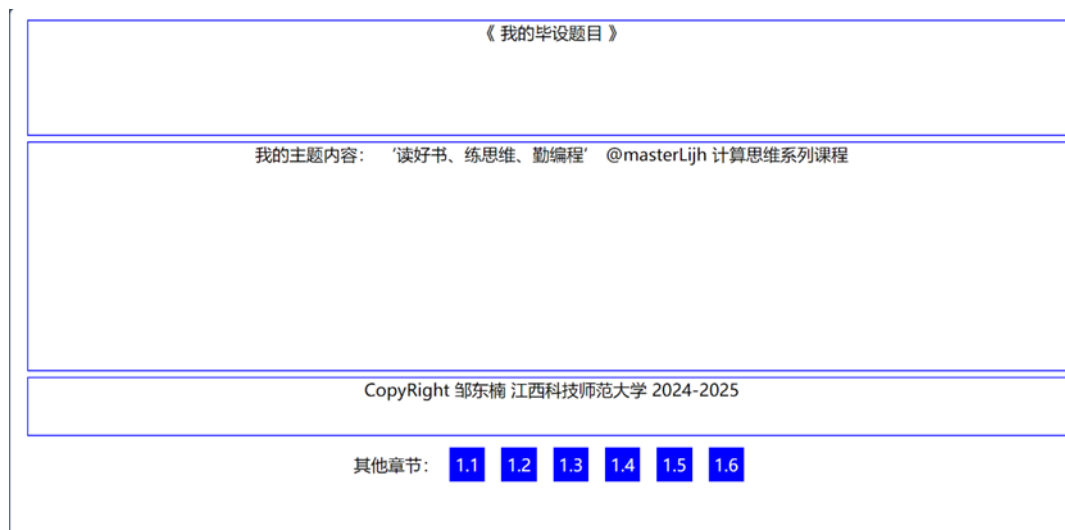 《 我的毕设题目 》
我的主题内容： ‘读好书、练思维、勤编程’ @masterLijh 计算思维系列课程
CopyRight 邹东楠 江西科技师范大学 2024-2025
其他章节： 1.1 1.2 1.3 1.4 1.5 1.6